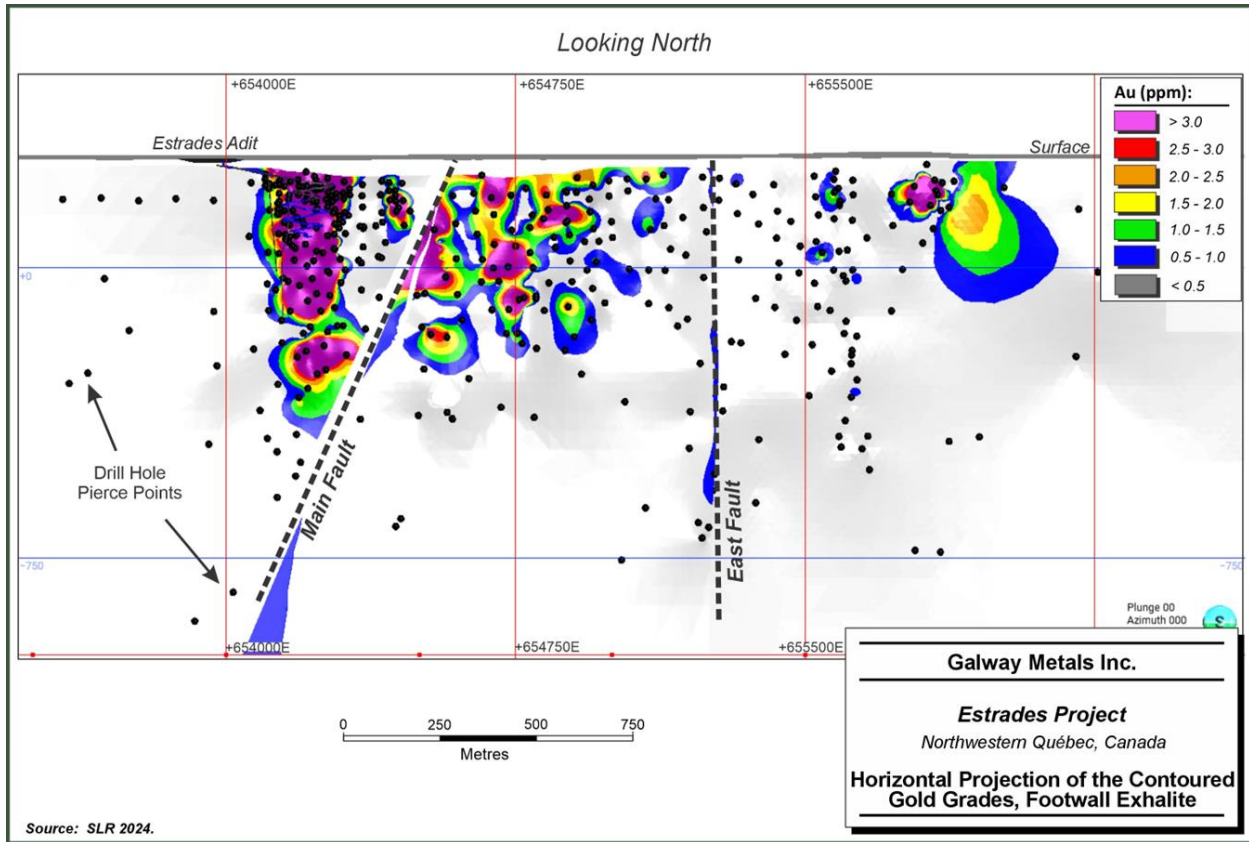 Looking North
+654000E
+654750E
+655500E
Au (ppm):
> 3.0
2.5 - 3.0
2.0 - 2.5
1.5 - 2.0
1.0 - 1.5
0.5 - 1.0
< 0.5
Estrades Adit
Surface
+0
Drill Hole
Pierce Points
Main Fault
East Fault
-750
-750
Plunge 00
Azimuth 000
S
+654000E
+654750E
+655500E
0 250 500 750
Metres
Galway Metals Inc.
Estrades Project
Northwestern Québec, Canada
Horizontal Projection of the Contoured
Gold Grades, Footwall Exhalite
Source: SLR 2024.